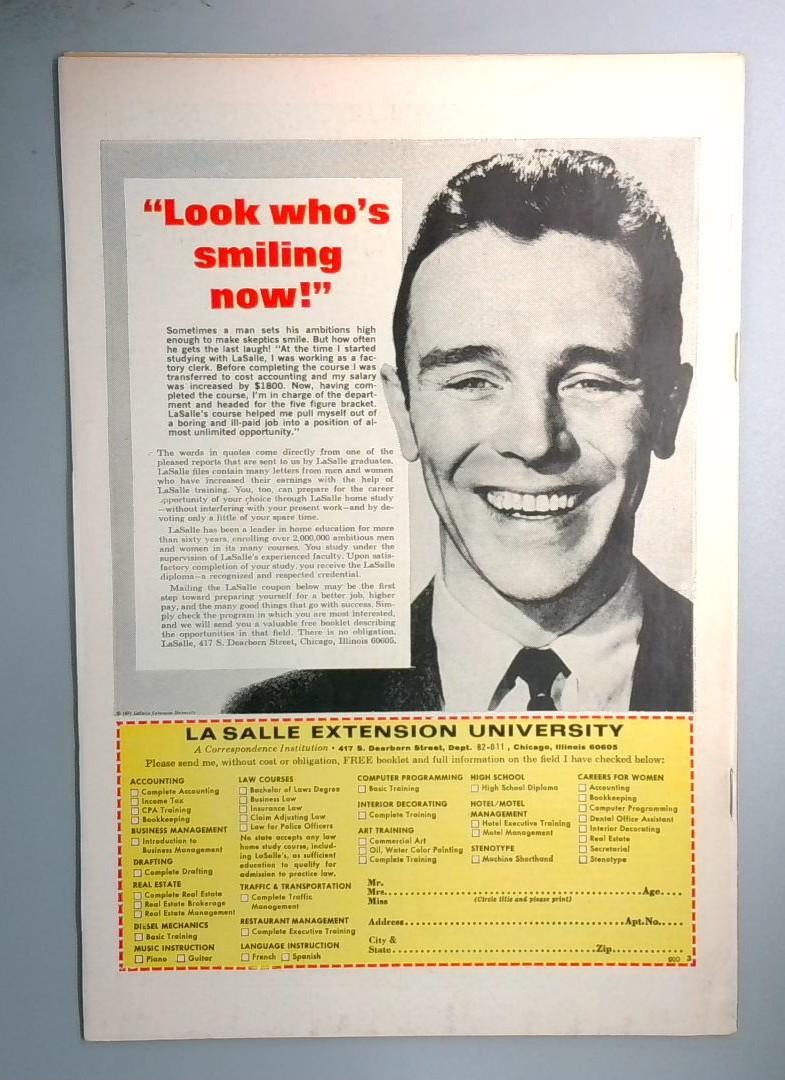 “Look who’s
smiling
now!”
Sometimes a man sets his ambitions high
enough to make skeptics smile. But how often
he gets the last laugh! “At the time I started
studying with LaSalle, I was working as a fac-
tory clerk. Before completing the course I was
transferred to cost accounting and my salary
was increased by $1800. Now, having com-
pleted the course, I’m in charge of the depart-
ment and headed for the five figure bracket.
LaSalle’s course helped me pull myself out of
a boring and ill-paid job into a position of al-
most unlimited opportunity.”
The words in quotes come directly from one of the
pleased reports that are sent to us by LaSalle graduates.
LaSalle files contain many letters from men and women
who have increased their earnings with the help of
LaSalle training. You, too, can prepare for the career
opportunity of your choice through LaSalle home study
—without interfering with your present work—and by de-
voting only a little of your spare time.
LaSalle has been a leader in home education for more
than sixty years, enrolling over 2,000,000 ambitious men
and women in its many courses. You study under the
supervision of LaSalle’s experienced faculty. Upon satis-
factory completion of your study, you receive the LaSalle
diploma—a recognized and respected credential.
Mailing the LaSalle coupon below may be the first
step toward preparing yourself for a better job, higher
pay, and the many good things that go with success. Sim-
ply check the program in which you are most interested,
and we will send you a valuable free booklet describing
the opportunities in that field. There is no obligation.
LaSalle, 417 S. Dearborn Street, Chicago, Illinois 60605.
LaSalle Extension University
LA SALLE EXTENSION UNIVERSITY
A Correspondence Institution • 417 S. Dearborn Street, Dept. 82-011, Chicago, Illinois 60605
Please send me, without cost or obligation, FREE booklet and full information on the field I have checked below:
ACCOUNTING
Complete Accounting
Income Tax
CPA Training
Bookkeeping
BUSINESS MANAGEMENT
Introduction to
Business Management
DRAFTING
Complete Drafting
REAL ESTATE
Complete Real Estate
Real Estate Brokerage
Real Estate Management
DIESEL MECHANICS
Basic Training
MUSIC INSTRUCTION
Piano Guitar
LAW COURSES
Bachelor of Laws Degree
Business Law
Insurance Law
Claim Adjusting Law
Law for Police Officers
No state accepts any law
home study course, includ-
ing LaSalle’s, as sufficient
education to qualify for
admission to practice law.
TRAFFIC & TRANSPORTATION
Complete Traffic
Management
RESTAURANT MANAGEMENT
Complete Executive Training
LANGUAGE INSTRUCTION
French Spanish
COMPUTER PROGRAMMING
Basic Training
INTERIOR DECORATING
Complete Training
ART TRAINING
Commercial Art
Oil, Water Color Painting
Complete Training
HIGH SCHOOL
High School Diploma
HOTEL/MOTEL
MANAGEMENT
Hotel Executive Training
Motel Management
STENOTYPE
Machine Shorthand
CAREERS FOR WOMEN
Accounting
Bookkeeping
Computer Programming
Dental Office Assistant
Interior Decorating
Real Estate
Secretarial
Stenotype
Mr.
Mrs. Age
Miss (Circle title and please print)
Address Apt.No.
City &
State Zip
3